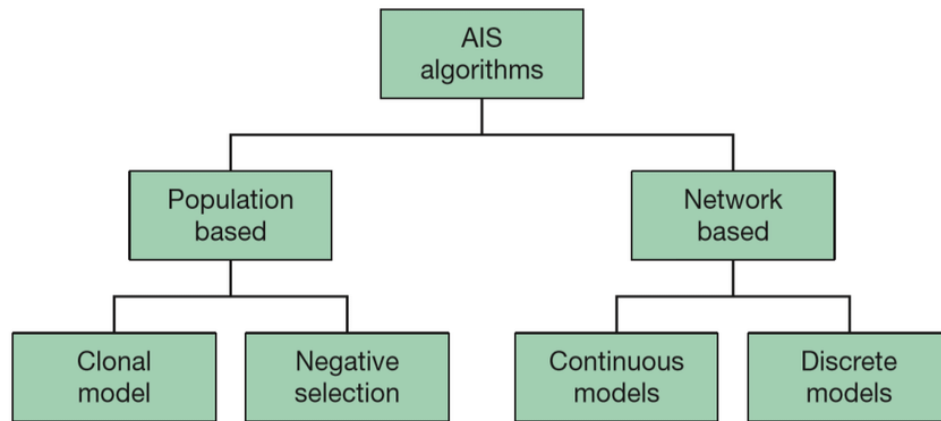 AIS
algorithms
Population
based
Network
based
Clonal
model
Negative
selection
Continuous
models
Discrete
models